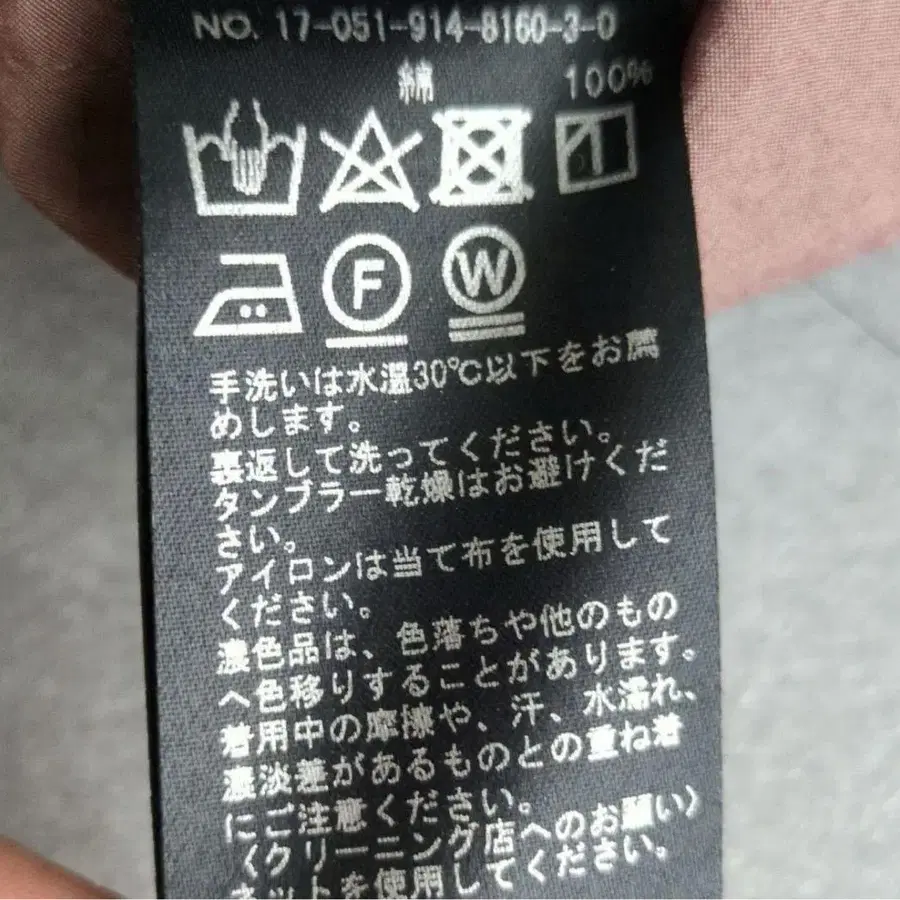 NO. 17-051-914-8160-3-0
綿 100%
F W
手洗いは水温30℃以下をお薦
めします。
裏返して洗ってください。
タンブラー乾燥はお避けくだ
さい。
アイロンは当て布を使用して
ください。
濃色品は、色落ちや他のもの
へ色移りすることがあります。
着用中の摩擦や、汗、水濡れ、
濃淡差があるものとの重ね着
にご注意ください。
〈クリーニング店へのお願い〉
ネットを使用してください。